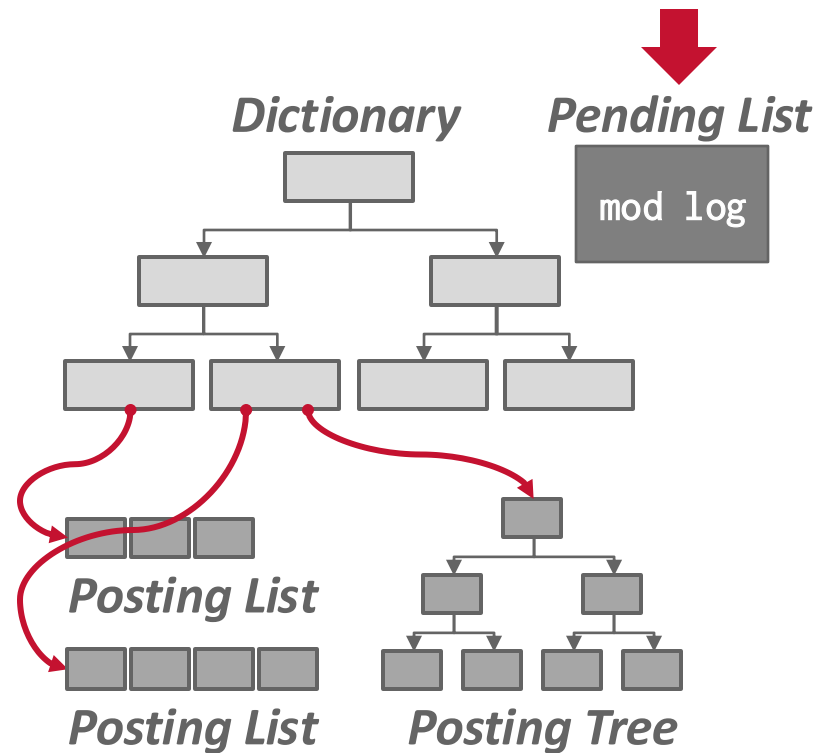 Dictionary
Pending List
mod log
Posting List
Posting List
Posting Tree